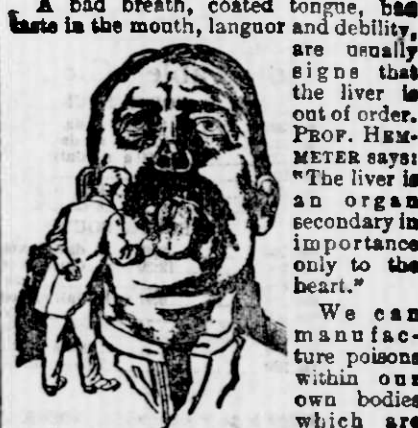 A bad breath, coated tongue, bad
taste in the mouth, languor and debility,
are usually
signs that
the liver is
out of order.
PROF. HEM-
METER says:
"The liver is
an organ
secondary in
importance
only to the
heart."
We can
manufac-
ture poisons
within our
own bodies
which are